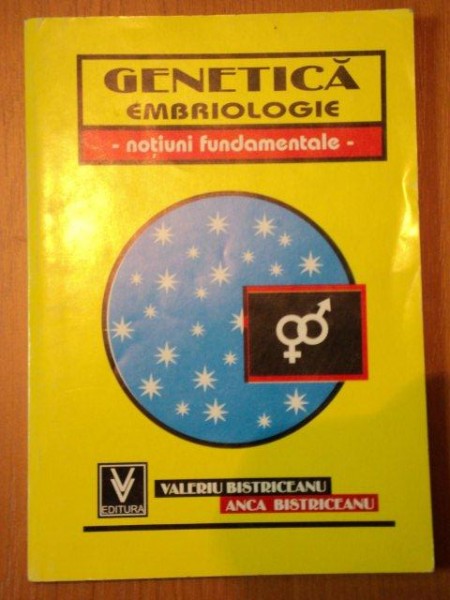 GENETICĂ
EMBRIOLOGIE
- noțiuni fundamentale -
V
EDITURA
VALERIU BISTRICEANU
ANCA BISTRICEANU